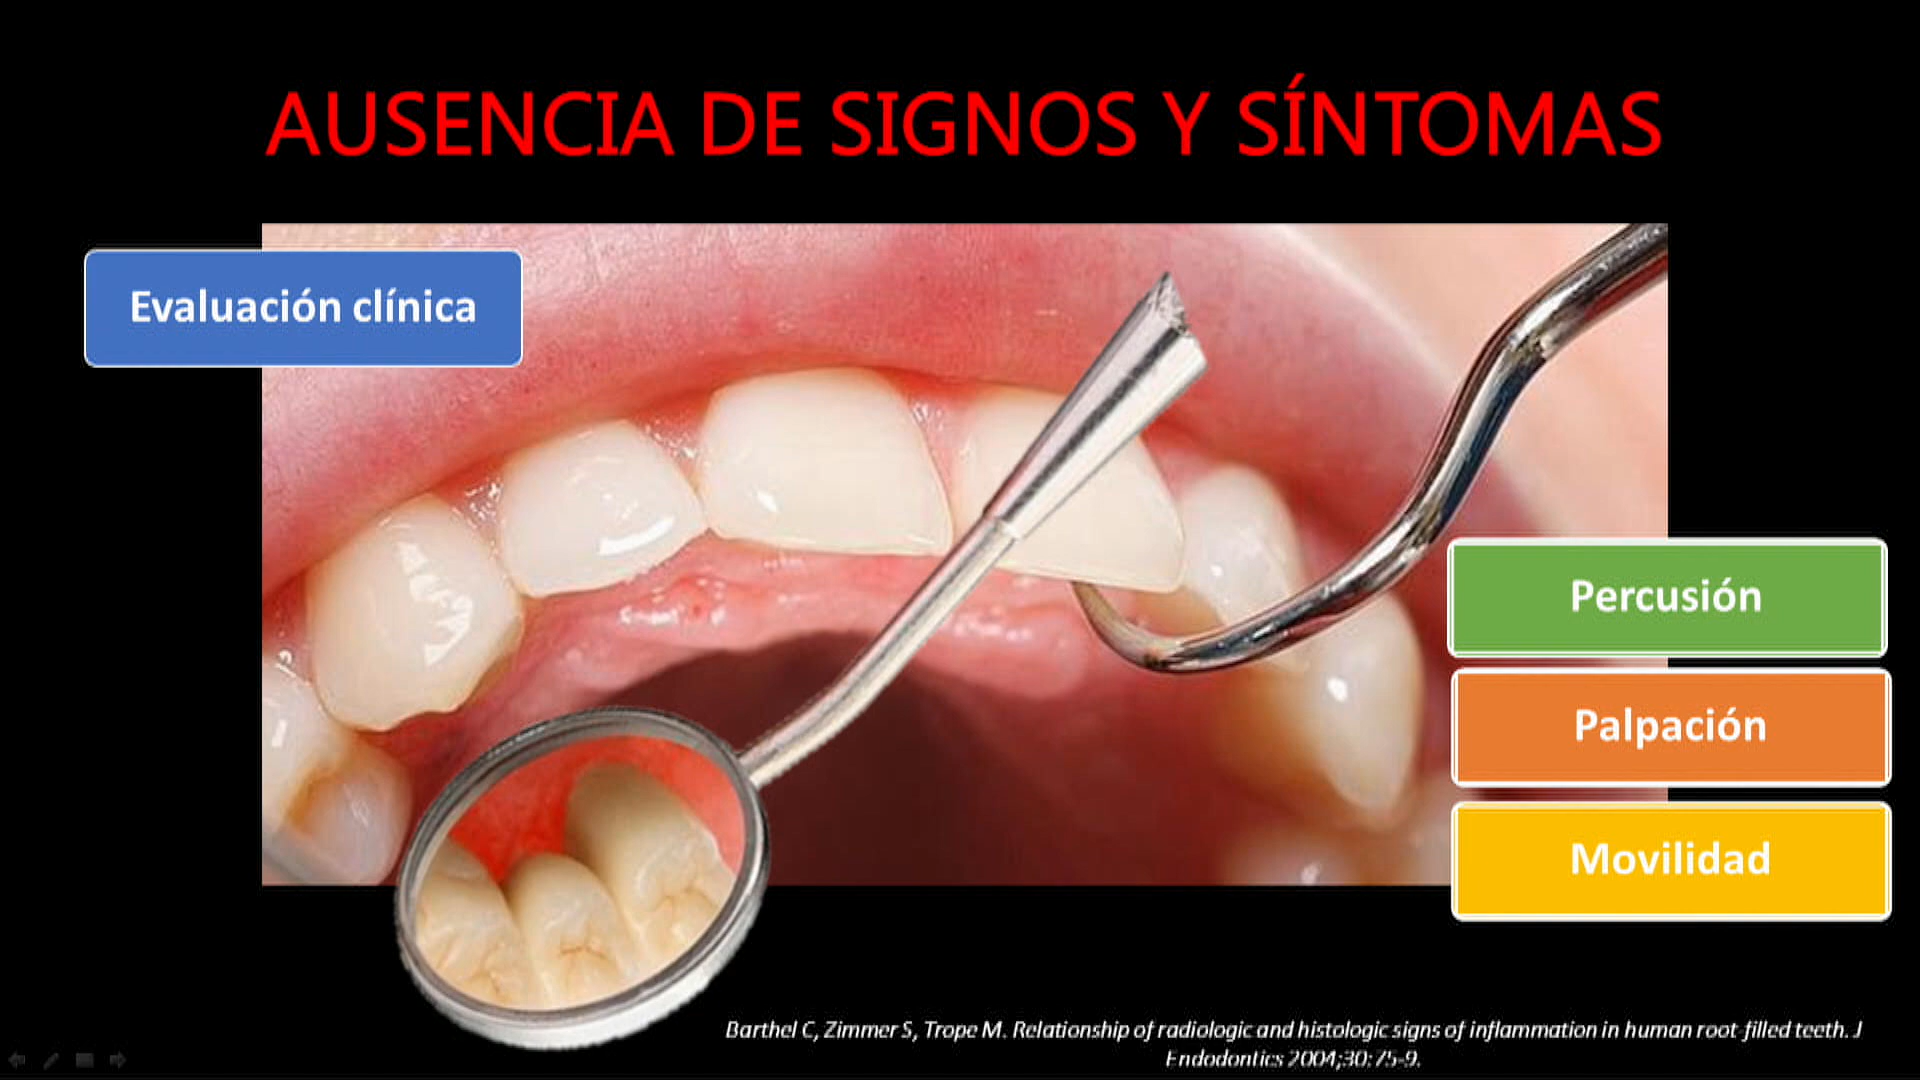 AUSENCIA DE SIGNOS Y SÍNTOMAS
Evaluación clínica
Percusión
Palpación
Movilidad
Barthel C, Zimmer S, Trope M. Relationship of radiologic and histologic signs of inflammation in human root-filled teeth. J
Endodontics 2004;30:75-9.